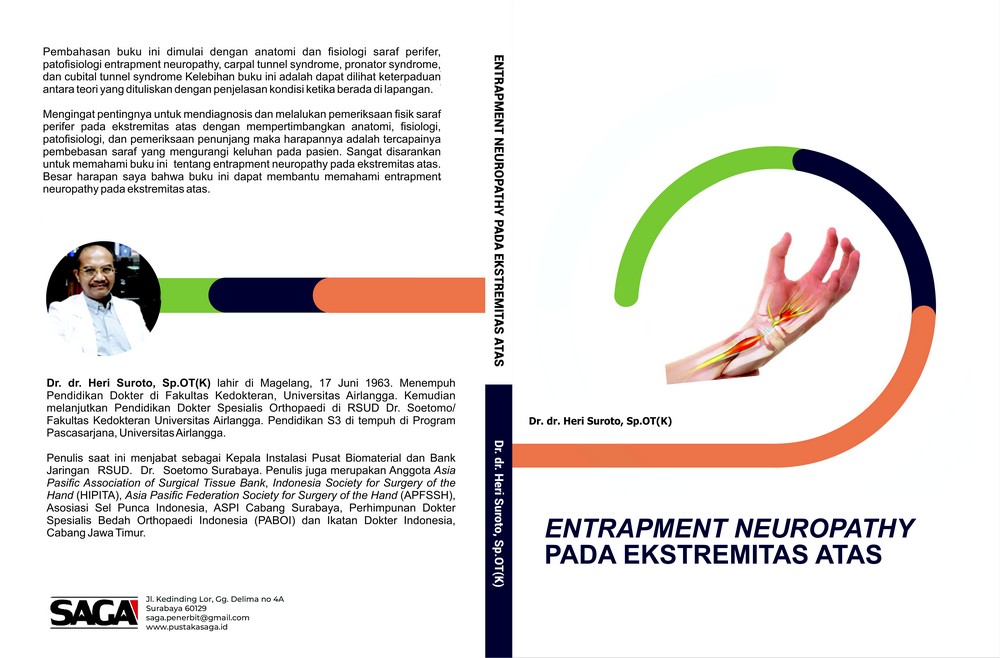 Pembahasan buku ini dimulai dengan anatomi dan fisiologi saraf perifer,
patofisiologi entrapment neuropathy, carpal tunnel syndrome, pronator syndrome,
dan cubital tunnel syndrome Kelebihan buku ini adalah dapat dilihat keterpaduan
antara teori yang dituliskan dengan penjelasan kondisi ketika berada di lapangan.
Mengingat pentingnya untuk mendiagnosis dan melalukan pemeriksaan fisik saraf
perifer pada ekstremitas atas dengan mempertimbangkan anatomi, fisiologi,
patofisiologi, dan pemeriksaan penunjang maka harapannya adalah tercapainya
pembebasan saraf yang mengurangi keluhan pada pasien. Sangat disarankan
untuk memahami buku ini tentang entrapment neuropathy pada ekstremitas atas.
Besar harapan saya bahwa buku ini dapat membantu memahami entrapment
neuropathy pada ekstremitas atas.
Dr. dr. Heri Suroto, Sp.OT(K) lahir di Magelang, 17 Juni 1963. Menempuh
Pendidikan Dokter di Fakultas Kedokteran, Universitas Airlangga. Kemudian
melanjutkan Pendidikan Dokter Spesialis Orthopaedi di RSUD Dr. Soetomo/
Fakultas Kedokteran Universitas Airlangga. Pendidikan S3 di tempuh di Program
Pascasarjana, Universitas Airlangga.
Penulis saat ini menjabat sebagai Kepala Instalasi Pusat Biomaterial dan Bank
Jaringan RSUD. Dr. Soetomo Surabaya. Penulis juga merupakan Anggota Asia
Pasific Association of Surgical Tissue Bank, Indonesia Society for Surgery of the
Hand (HIPITA), Asia Pasific Federation Society for Surgery of the Hand (APFSSH),
Asosiasi Sel Punca Indonesia, ASPI Cabang Surabaya, Perhimpunan Dokter
Spesialis Bedah Orthopaedi Indonesia (PABOI) dan Ikatan Dokter Indonesia,
Cabang Jawa Timur.
SAGA
Jl. Kedinding Lor, Gg. Delima no 4A
Surabaya 60129
saga.penerbit@gmail.com
www.pustakasaga.id
ENTRAPMENT NEUROPATHY PADA EKSTREMITAS ATAS
Dr. dr. Heri Suroto, Sp.OT(K)
Dr. dr. Heri Suroto, Sp.OT(K)
ENTRAPMENT NEUROPATHY
PADA EKSTREMITAS ATAS